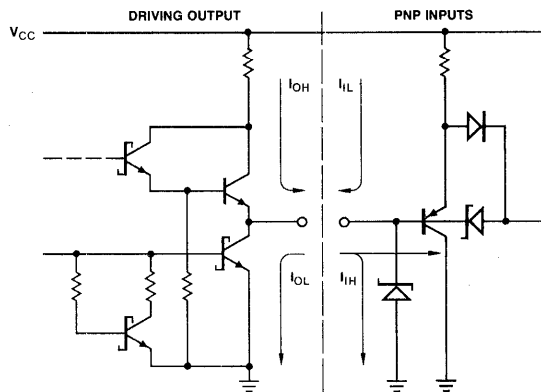 DRIVING OUTPUT
PNP INPUTS
VCC
IOH
IIL
IOL
IIH